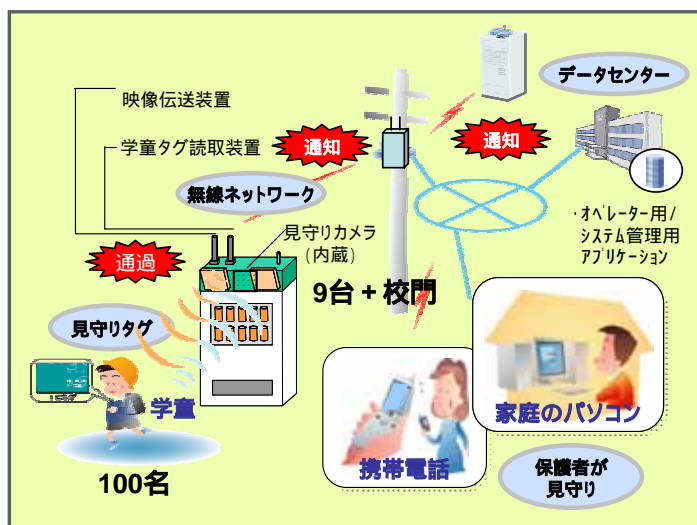 映像伝送装置
学童タグ読取装置
通知
無線ネットワーク
通知
データセンター
・オペレーター用/
システム管理用
アプリケーション
通過
見守りカメラ
(内蔵)
9台+校門
見守りタグ
学童
100名
携帯電話
家庭のパソコン
保護者が
見守り